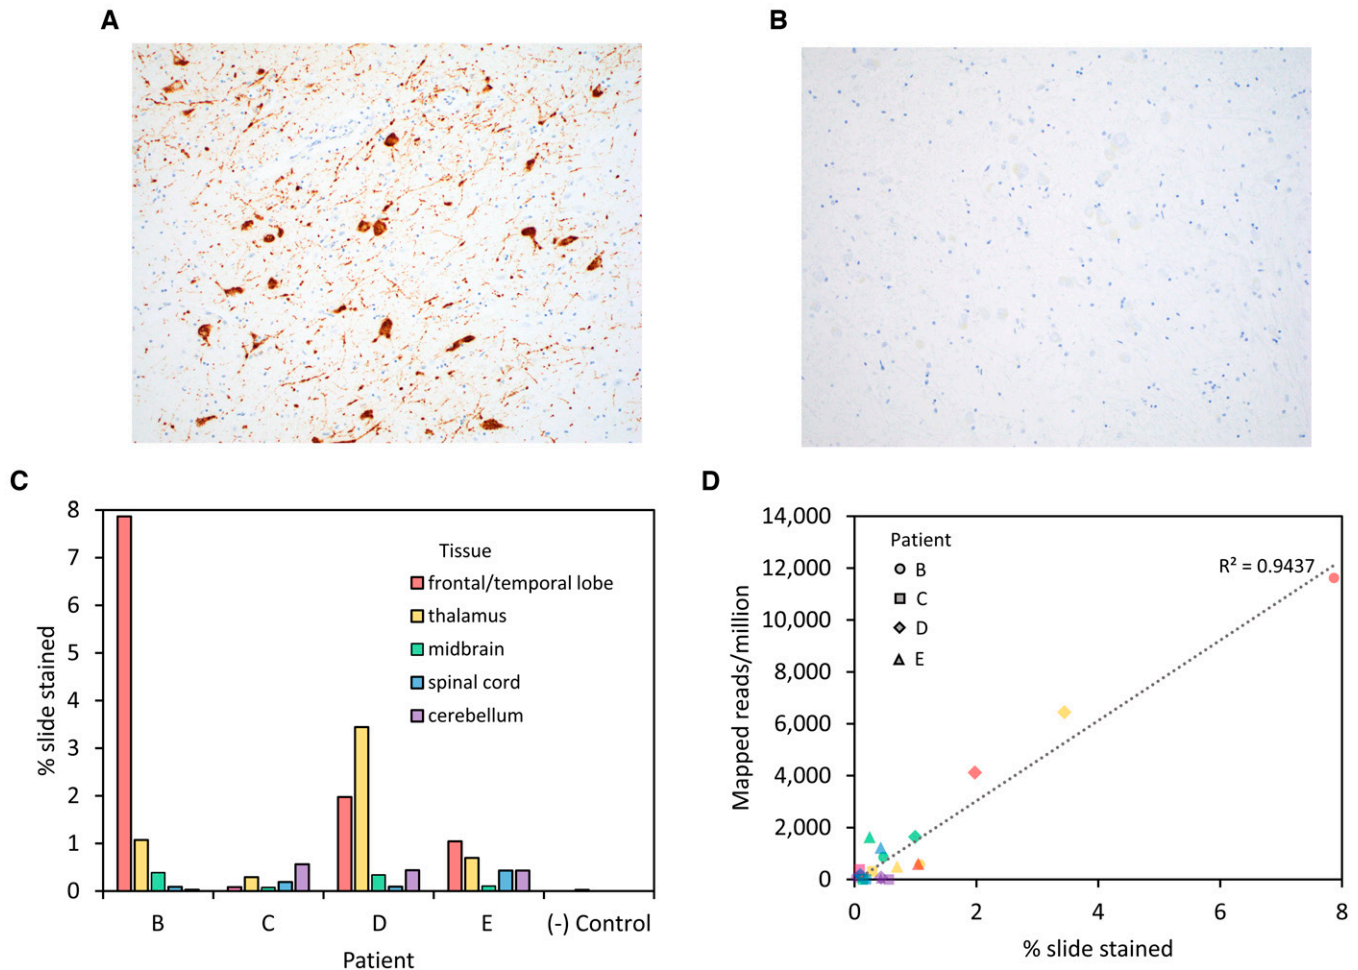 A
B
C
8
7
6
5
4
3
2
1
0
% slide stained
Tissue
frontal/temporal lobe
thalamus
midbrain
spinal cord
cerebellum
B
C
D
E
(-) Control
Patient
D
14,000
12,000
10,000
8,000
6,000
4,000
2,000
0
Mapped reads/million
Patient
B
C
D
E
R² = 0.9437
0
2
4
6
8
% slide stained